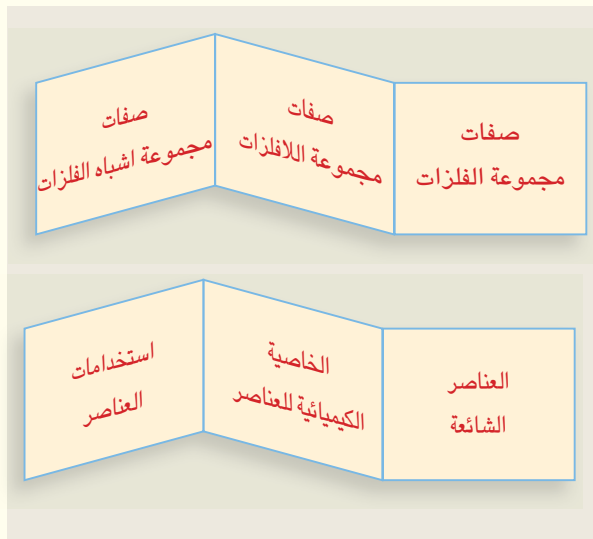 صفات
مجموعة الفلزات
صفات
مجموعة اللافلزات
صفات
مجموعة اشباه الفلزات
العناصر
الشائعة
الخاصية
الكيميائية للعناصر
استخدامات
العناصر